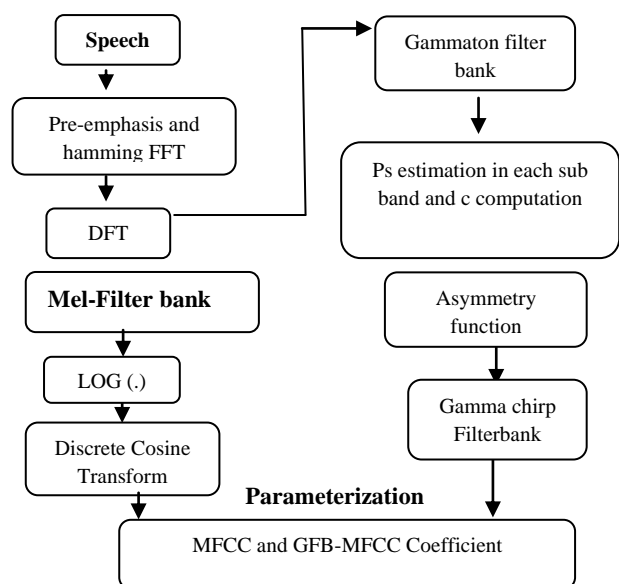 Speech
Pre-emphasis and
hamming FFT
DFT
Mel-Filter bank
LOG (.)
Discrete Cosine
Transform
Gammaton filter
bank
Ps estimation in each sub
band and c computation
Asymmetry
function
Gamma chirp
Filterbank
Parameterization
MFCC and GFB-MFCC Coefficient